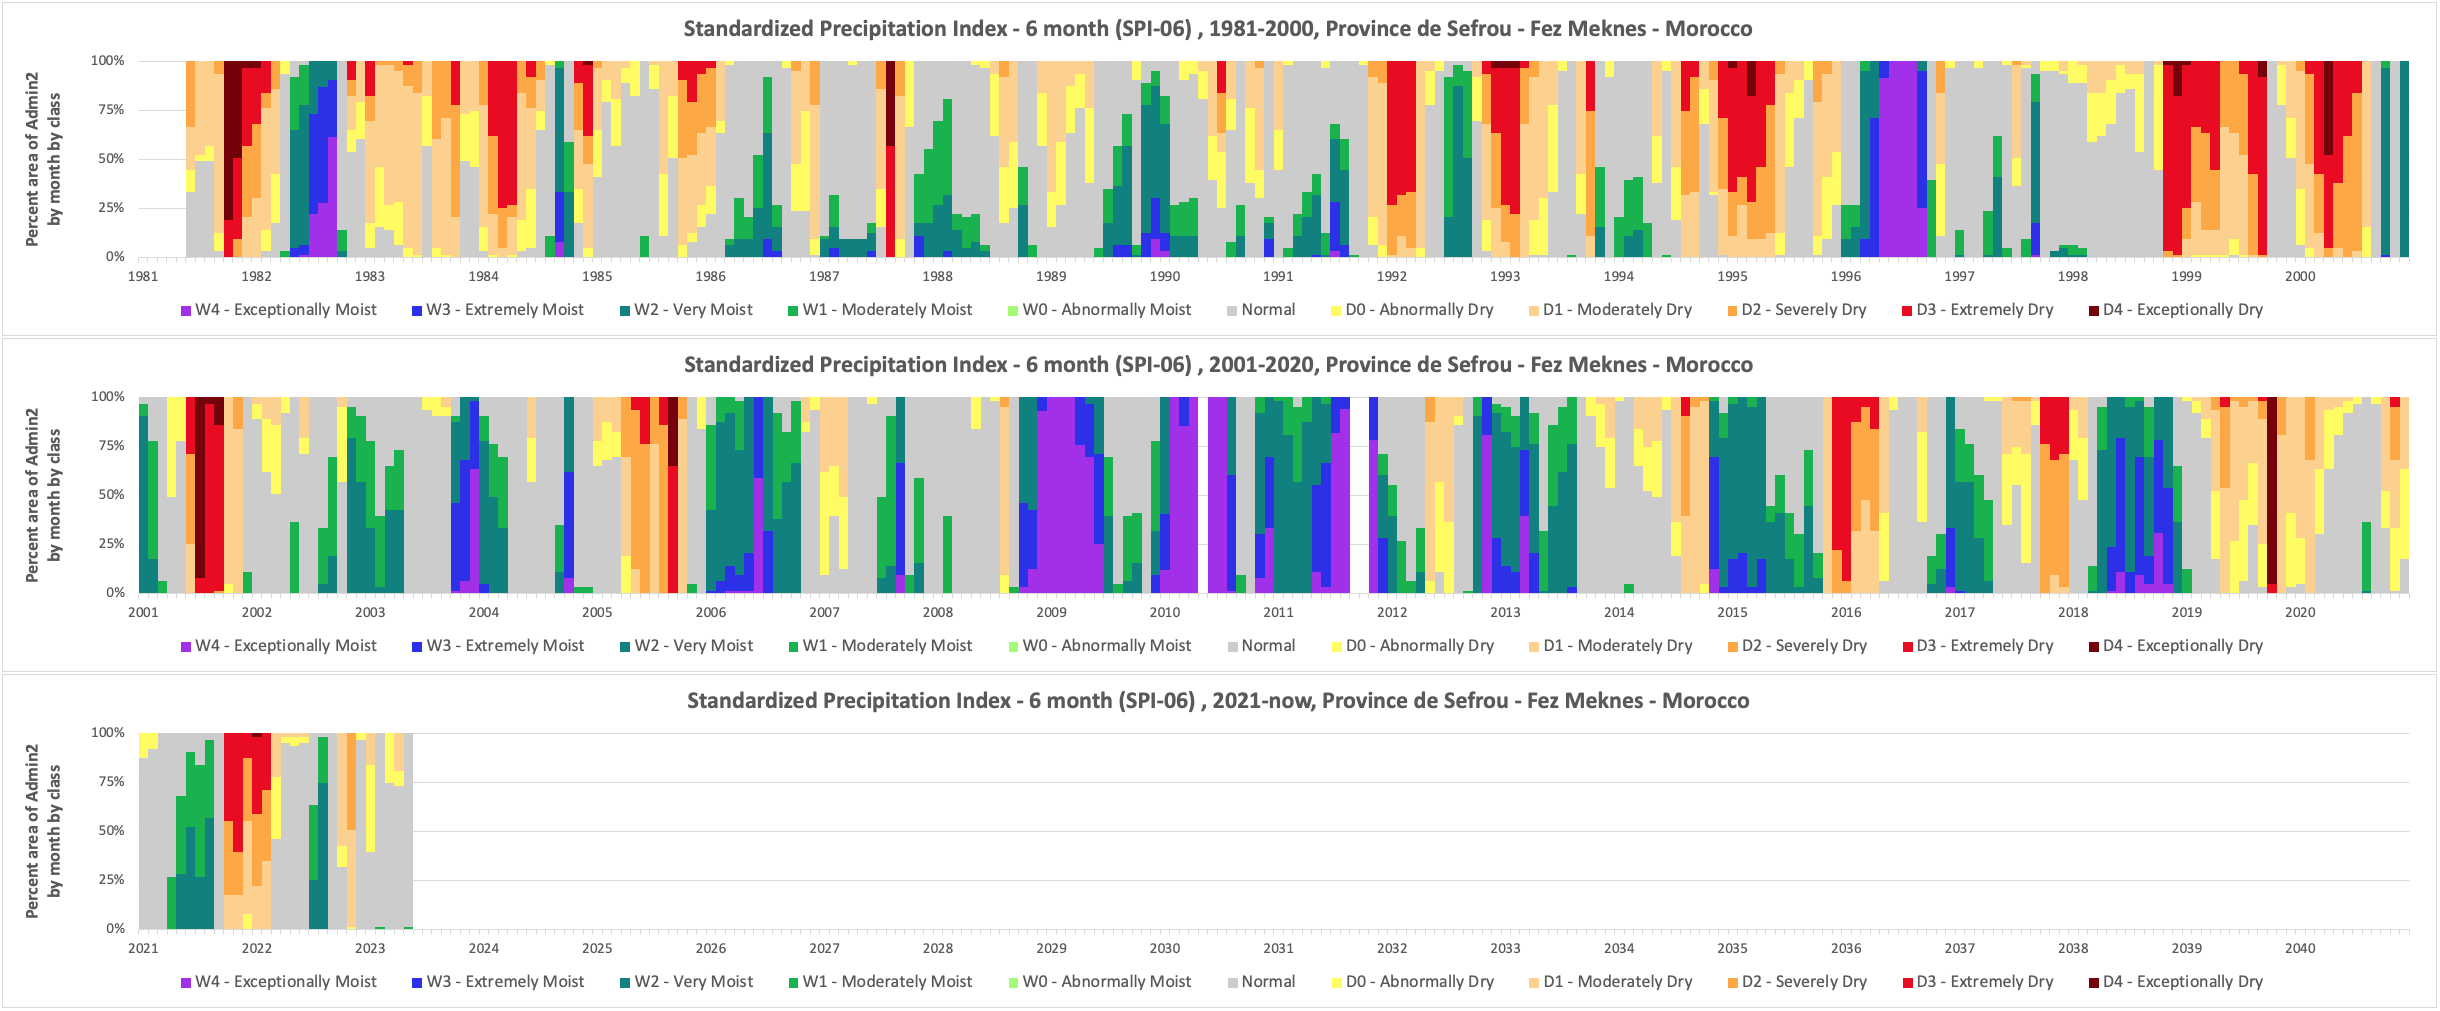 Standardized Precipitation Index - 6 month (SPI-06) , 1981-2000, Province de Sefrou - Fez Meknes - Morocco
Percent area of Admin2
by month by class
100%
75%
50%
25%
0%
1981 1982 1983 1984 1985 1986 1987 1988 1989 1990 1991 1992 1993 1994 1995 1996 1997 1998 1999 2000
W4 - Exceptionally Moist W3 - Extremely Moist W2 - Very Moist W1 - Moderately Moist W0 - Abnormally Moist Normal D0 - Abnormally Dry D1 - Moderately Dry D2 - Severely Dry D3 - Extremely Dry D4 - Exceptionally Dry
Standardized Precipitation Index - 6 month (SPI-06) , 2001-2020, Province de Sefrou - Fez Meknes - Morocco
Percent area of Admin2
by month by class
100%
75%
50%
25%
0%
2001 2002 2003 2004 2005 2006 2007 2008 2009 2010 2011 2012 2013 2014 2015 2016 2017 2018 2019 2020
W4 - Exceptionally Moist W3 - Extremely Moist W2 - Very Moist W1 - Moderately Moist W0 - Abnormally Moist Normal D0 - Abnormally Dry D1 - Moderately Dry D2 - Severely Dry D3 - Extremely Dry D4 - Exceptionally Dry
Standardized Precipitation Index - 6 month (SPI-06) , 2021-now, Province de Sefrou - Fez Meknes - Morocco
Percent area of Admin2
by month by class
100%
75%
50%
25%
0%
2021 2022 2023 2024 2025 2026 2027 2028 2029 2030 2031 2032 2033 2034 2035 2036 2037 2038 2039 2040
W4 - Exceptionally Moist W3 - Extremely Moist W2 - Very Moist W1 - Moderately Moist W0 - Abnormally Moist Normal D0 - Abnormally Dry D1 - Moderately Dry D2 - Severely Dry D3 - Extremely Dry D4 - Exceptionally Dry